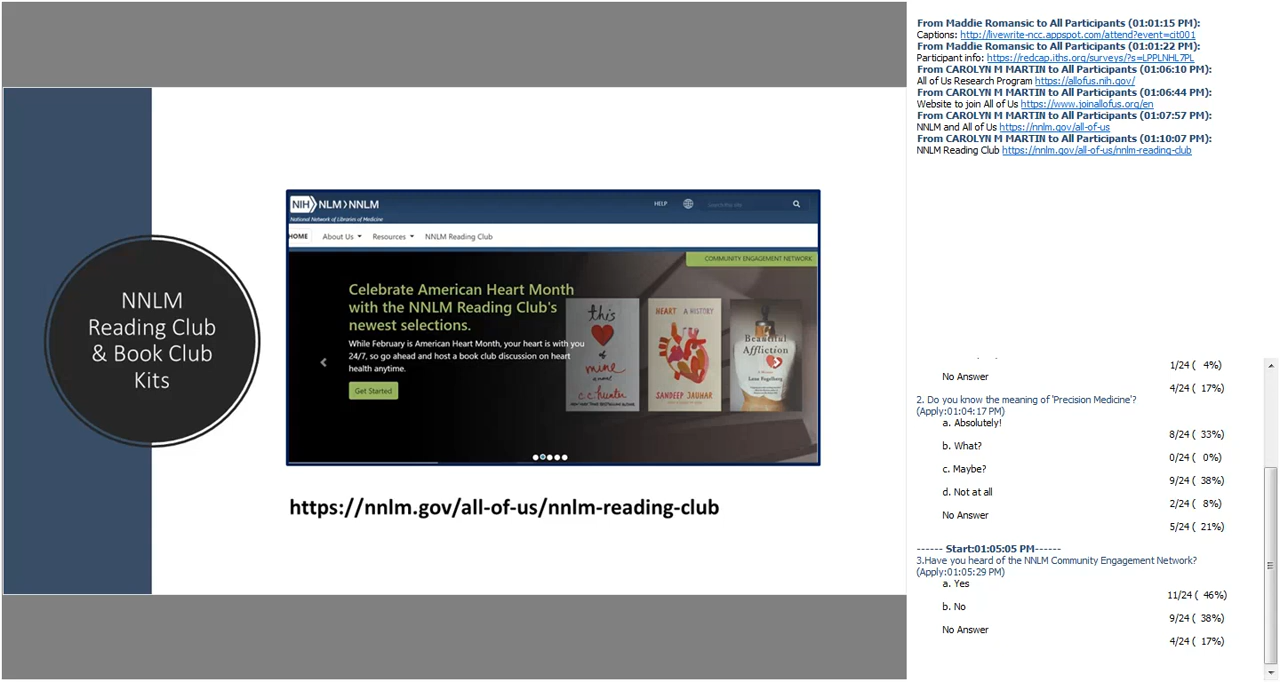 NNLM
Reading Club
& Book Club
Kits
NIH NLM NNLM
National Network of Libraries of Medicine
HELP
HOME About Us Resources NNLM Reading Club
COMMUNITY ENGAGEMENT NETWORK
Celebrate American Heart Month
with the NNLM Reading Club's
newest selections.
While February is American Heart Month, your heart is with you
24/7, so go ahead and host a book club discussion on heart
health anytime.
Get Started
this
of
mine
c.c. hunter
HEART A HISTORY
SANDEEP JAUHAR
Beautiful
Affliction
Lene Fogelberg
https://nnlm.gov/all-of-us/nnlm-reading-club
From Maddie Romansic to All Participants (01:01:15 PM):
Captions: http://livewrite-ncc.appspot.com/attend?event=cit001
From Maddie Romansic to All Participants (01:01:22 PM):
Participant info: https://redcap.iths.org/surveys/?s=LPPLNHL7PL
From CAROLYN M MARTIN to All Participants (01:06:10 PM):
All of Us Research Program https://allofus.nih.gov/
From CAROLYN M MARTIN to All Participants (01:06:44 PM):
Website to join All of Us https://www.joinallofus.org/en
From CAROLYN M MARTIN to All Participants (01:07:57 PM):
NNLM and All of Us https://nnlm.gov/all-of-us
From CAROLYN M MARTIN to All Participants (01:10:07 PM):
NNLM Reading Club https://nnlm.gov/all-of-us/nnlm-reading-club
1/24 ( 4%)
No Answer
4/24 ( 17%)
2. Do you know the meaning of 'Precision Medicine'?
(Apply:01:04:17 PM)
a. Absolutely!
8/24 ( 33%)
b. What?
0/24 ( 0%)
c. Maybe?
9/24 ( 38%)
d. Not at all
2/24 ( 8%)
No Answer
5/24 ( 21%)
------ Start:01:05:05 PM------
3.Have you heard of the NNLM Community Engagement Network?
(Apply:01:05:29 PM)
a. Yes
11/24 ( 46%)
b. No
9/24 ( 38%)
No Answer
4/24 ( 17%)